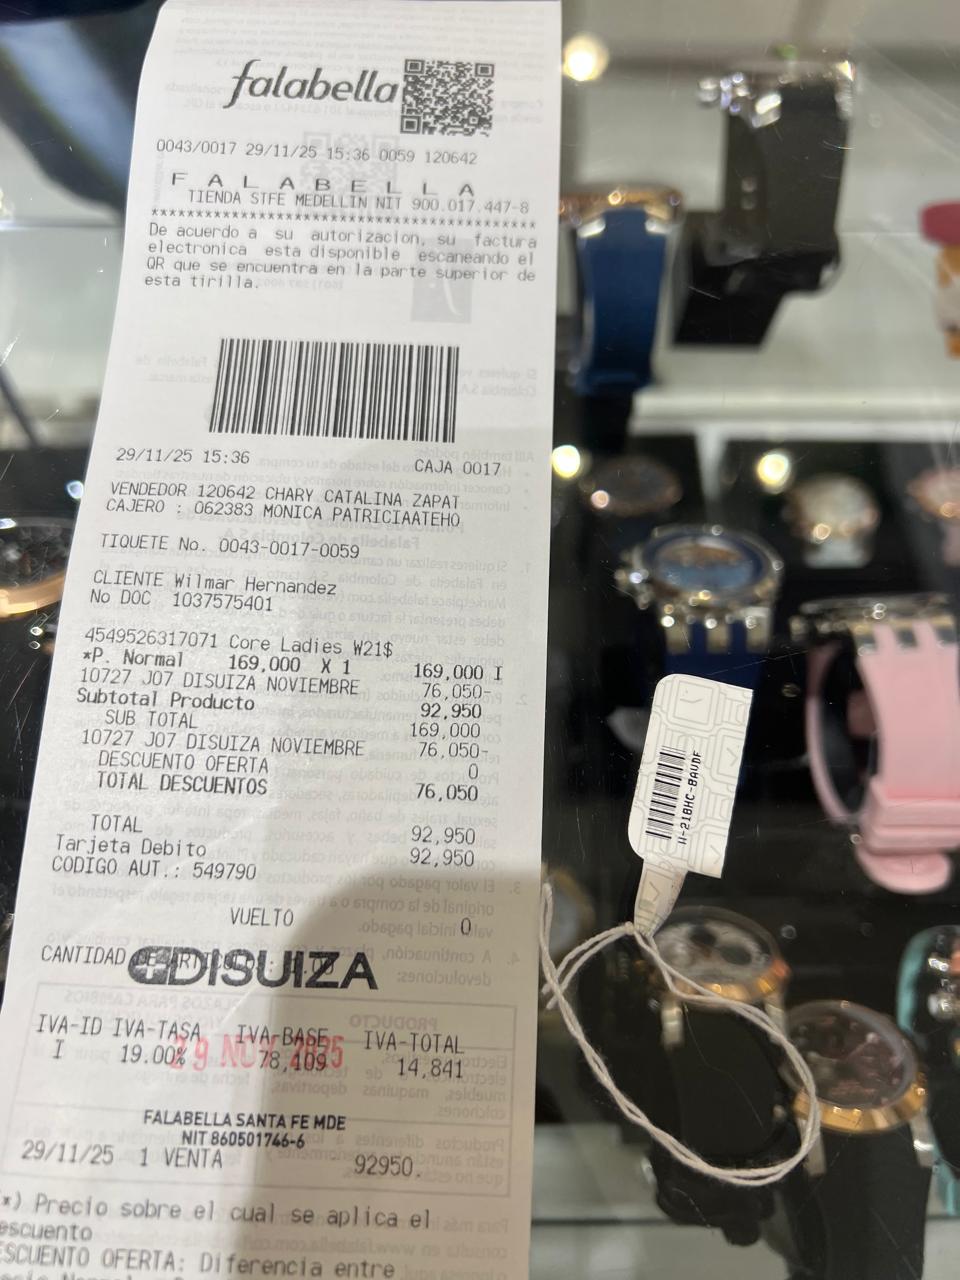 falabella
0043/0017 29/11/25 15:36 0059 120642
F A L A B E L L A
TIENDA STFE MEDELLIN NIT 900.017.447-8
****************************************
De acuerdo a su autorizacion, su factura
electronica esta disponible escaneando el
QR que se encuentra en la parte superior de
esta tirilla.
29/11/25 15:36 CAJA 0017
VENDEDOR 120642 CHARY CATALINA ZAPAT
CAJERO : 062383 MONICA PATRICIAATEHO
TIQUETE No. 0043-0017-0059
CLIENTE Wilmar Hernandez
No DOC 1037575401
4549526317071 Core Ladies W21$
*P. Normal 169,000 X 1 169,000 I
10727 J07 DISUIZA NOVIEMBRE 76,050-
Subtotal Producto 92,950
SUB TOTAL 169,000
10727 J07 DISUIZA NOVIEMBRE 76,050-
DESCUENTO OFERTA 0
TOTAL DESCUENTOS 76,050
TOTAL 92,950
Tarjeta Debito 92,950
CODIGO AUT.: 549790
VUELTO 0
CANTIDAD
DISUIZA
IVA-ID IVA-TASA IVA-BASE IVA-TOTAL
I 19.00% 78,109 14,841
29 NOV 2025
FALABELLA SANTA FE MDE
NIT 860501746-6
29/11/25 1 VENTA 92950.
*) Precio sobre el cual se aplica el
escuento
SCUENTO OFERTA: Diferencia entre
W-218HC-8AVDF